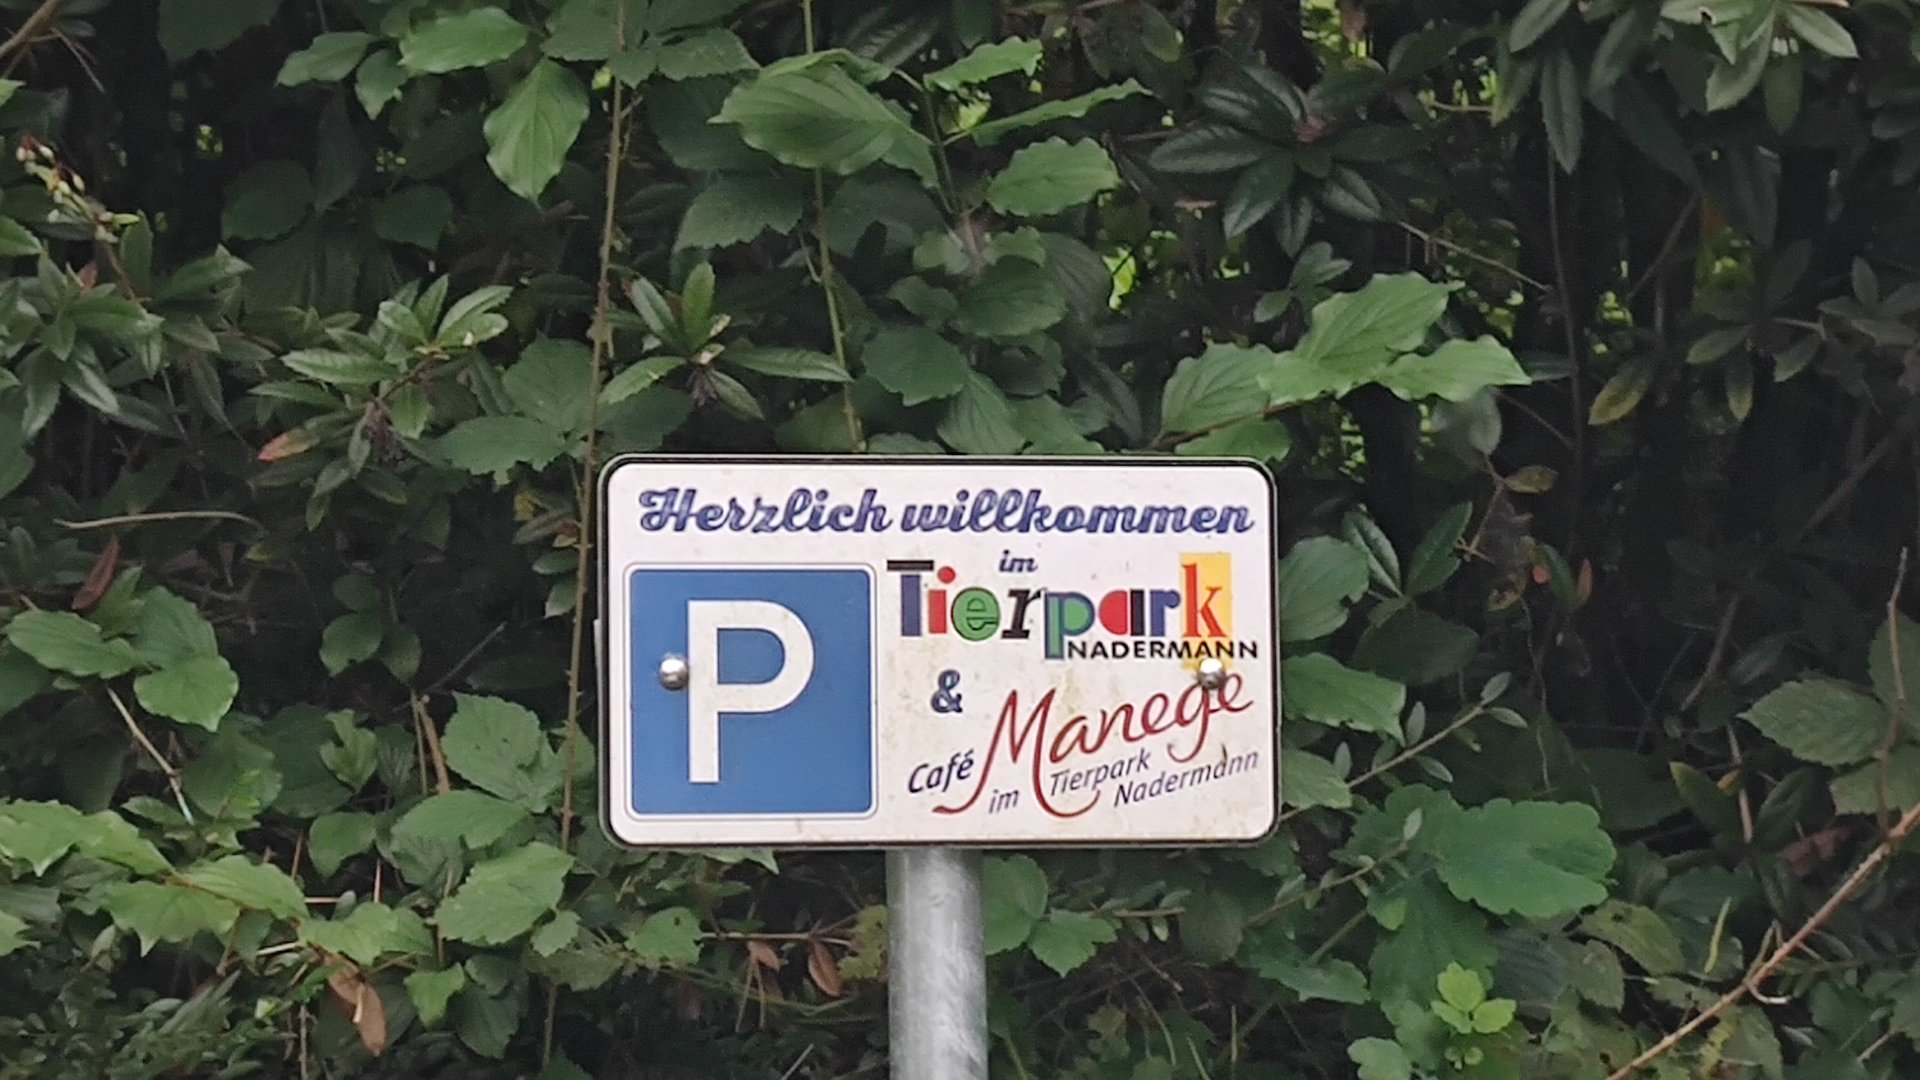 Herzlich willkommen
im
P
Tierpark
NADERMANN
&
Café Manege
im Tierpark
Nadermann